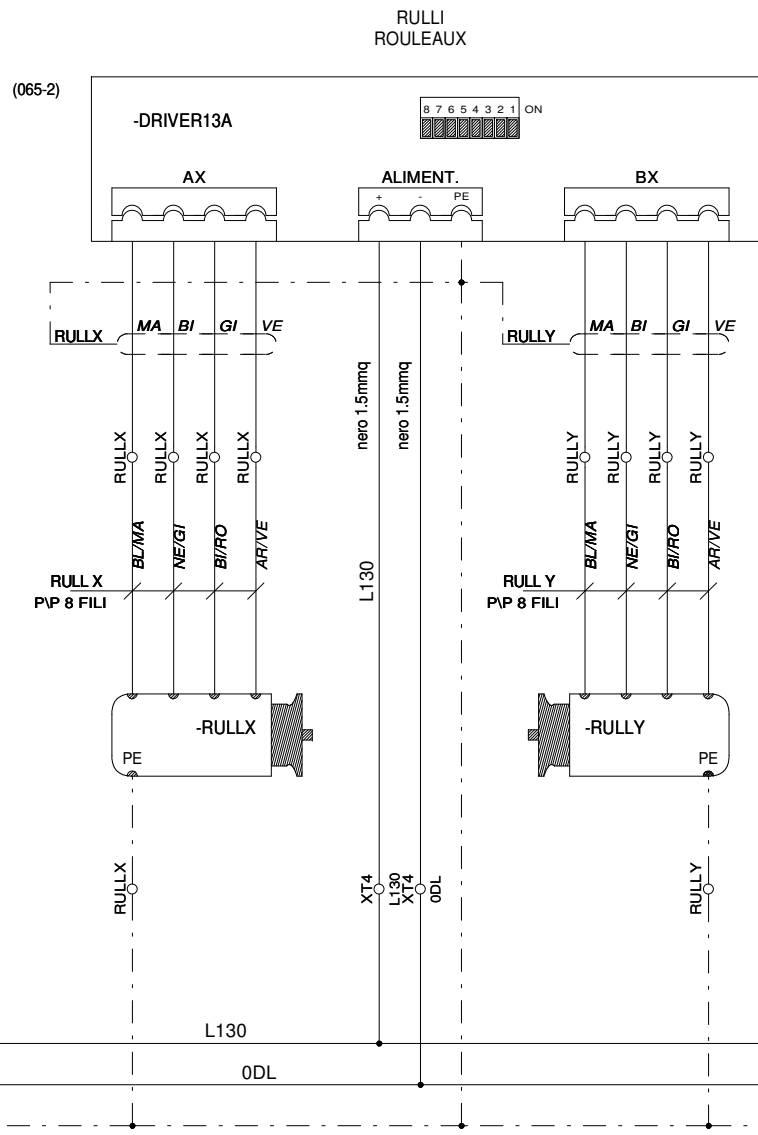 RULLI
ROULEAUX
(065-2)
-DRIVER13A
8 7 6 5 4 3 2 1 ON
AX
ALIMENT.
BX
+ - PE
RULLX
MA BI GI VE
RULLY
MA BI GI VE
nero 1.5mmq
nero 1.5mmq
RULLX
RULLX
RULLX
RULLX
RULLY
RULLY
RULLY
RULLY
BL/MA
NE/GI
BI/RO
AR/VE
L130
BL/MA
NE/GI
BI/RO
AR/VE
RULL X
P\P 8 FILI
RULL Y
P\P 8 FILI
-RULLX
PE
-RULLY
PE
RULLX
XT4
L130
XT4
0DL
RULLY
L130
0DL